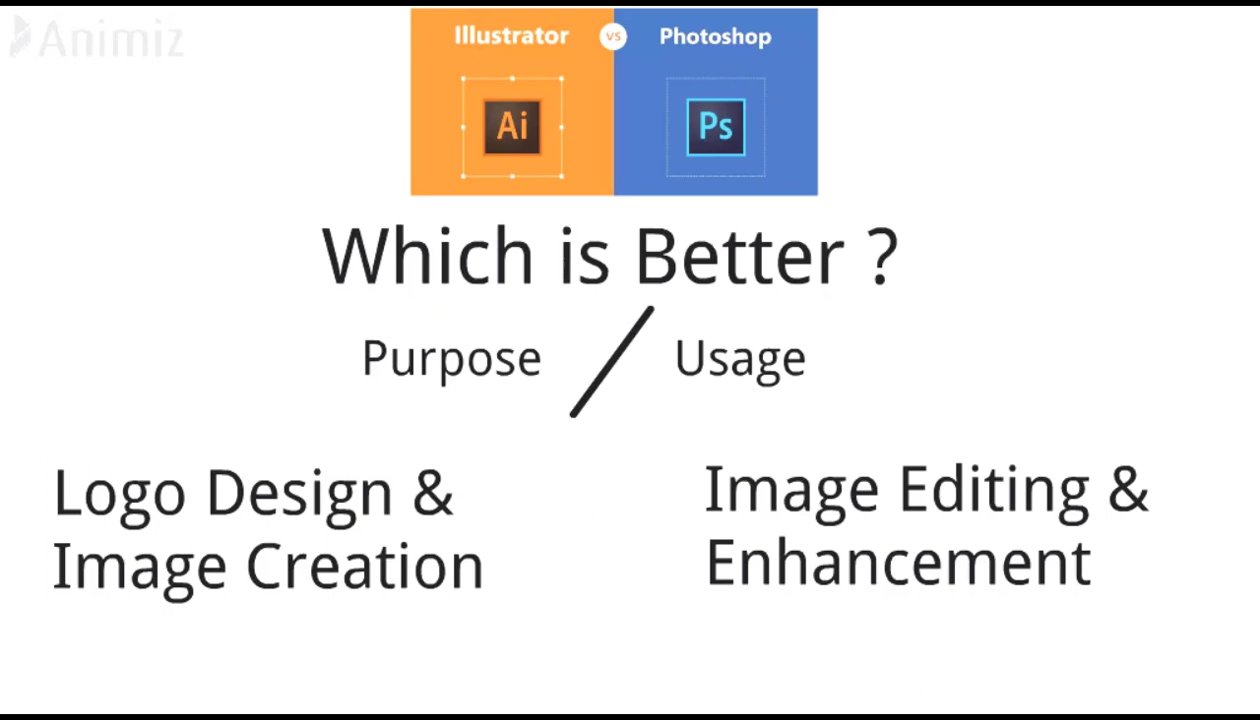 Animiz
Illustrator vs Photoshop
Ai Ps
Which is Better ?
Purpose / Usage
Logo Design &
Image Creation
Image Editing &
Enhancement